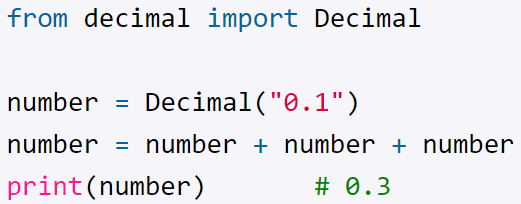 from decimal import Decimal
number = Decimal("0.1")
number = number + number + number
print(number)       # 0.3